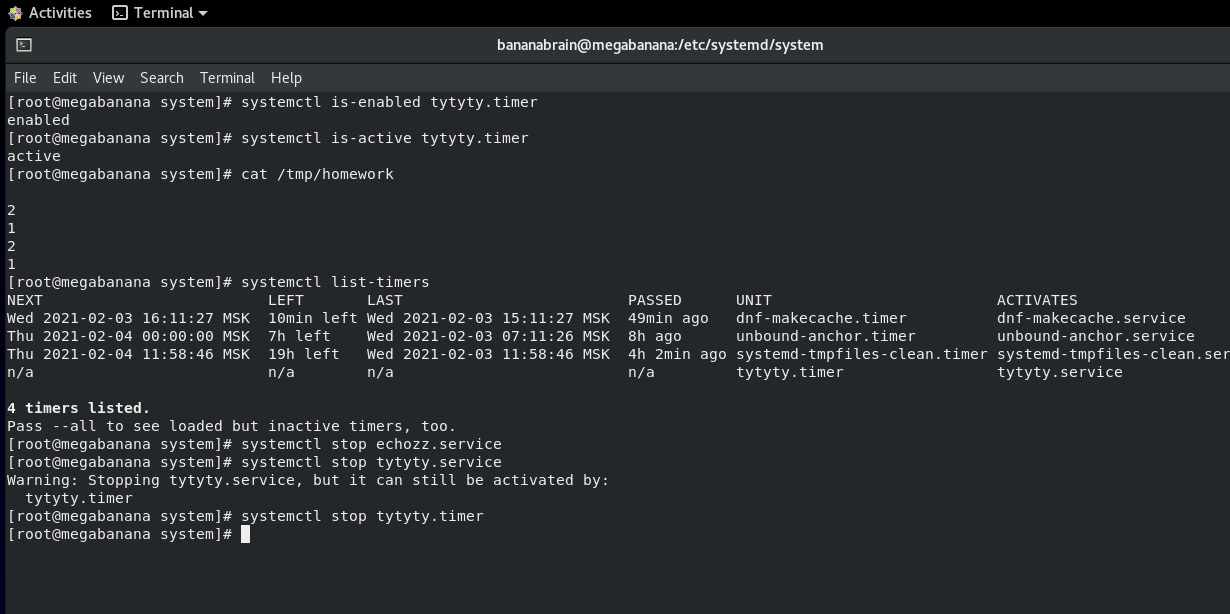 Activities Terminal
bananabrain@megabanana:/etc/systemd/system
File Edit View Search Terminal Help
[root@megabanana system]# systemctl is-enabled tytyty.timer
enabled
[root@megabanana system]# systemctl is-active tytyty.timer
active
[root@megabanana system]# cat /tmp/homework
2
1
2
1
[root@megabanana system]# systemctl list-timers
NEXT                         LEFT       LAST                         PASSED      UNIT                         ACTIVATES
Wed 2021-02-03 16:11:27 MSK  10min left Wed 2021-02-03 15:11:27 MSK  49min ago   dnf-makecache.timer          dnf-makecache.service
Thu 2021-02-04 00:00:00 MSK  7h left    Wed 2021-02-03 07:11:26 MSK  8h ago      unbound-anchor.timer         unbound-anchor.service
Thu 2021-02-04 11:58:46 MSK  19h left   Wed 2021-02-03 11:58:46 MSK  4h 2min ago systemd-tmpfiles-clean.timer systemd-tmpfiles-clean.ser
n/a                          n/a        n/a                          n/a         tytyty.timer                 tytyty.service
4 timers listed.
Pass --all to see loaded but inactive timers, too.
[root@megabanana system]# systemctl stop echozz.service
[root@megabanana system]# systemctl stop tytyty.service
Warning: Stopping tytyty.service, but it can still be activated by:
  tytyty.timer
[root@megabanana system]# systemctl stop tytyty.timer
[root@megabanana system]#